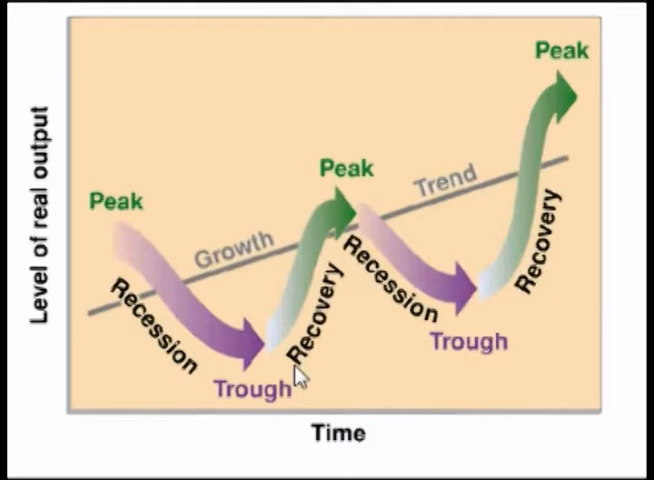 Peak
Peak
Peak
Level of real output
Growth
Trend
Recession
Recovery
Recession
Recovery
Trough
Trough
Time